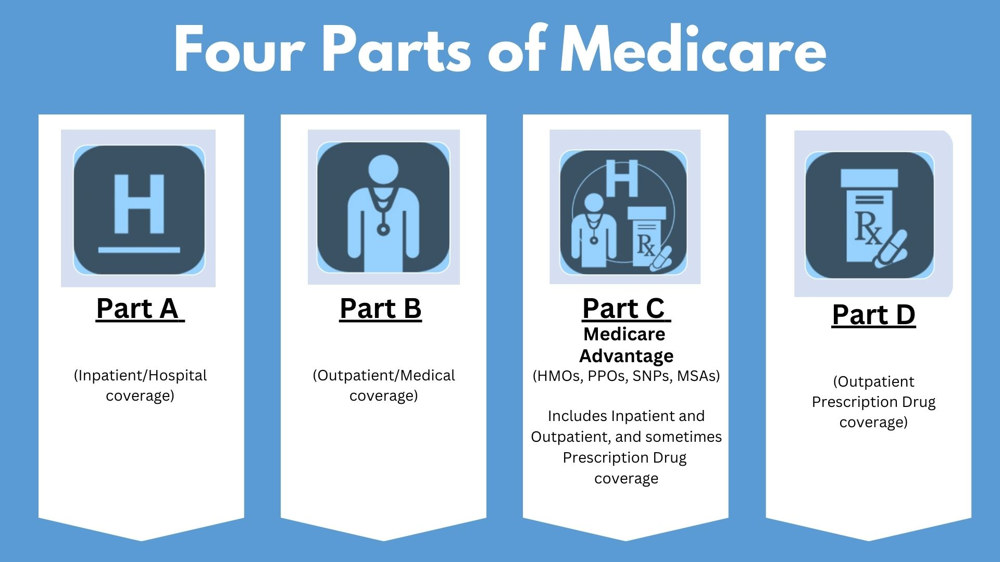 Four Parts of Medicare
H
Part A
(Inpatient/Hospital
coverage)
Part B
(Outpatient/Medical
coverage)
H
Rx
Part C
Medicare
Advantage
(HMOs, PPOs, SNPs, MSAs)
Includes Inpatient and
Outpatient, and sometimes
Prescription Drug
coverage
Rx
Part D
(Outpatient
Prescription Drug
coverage)